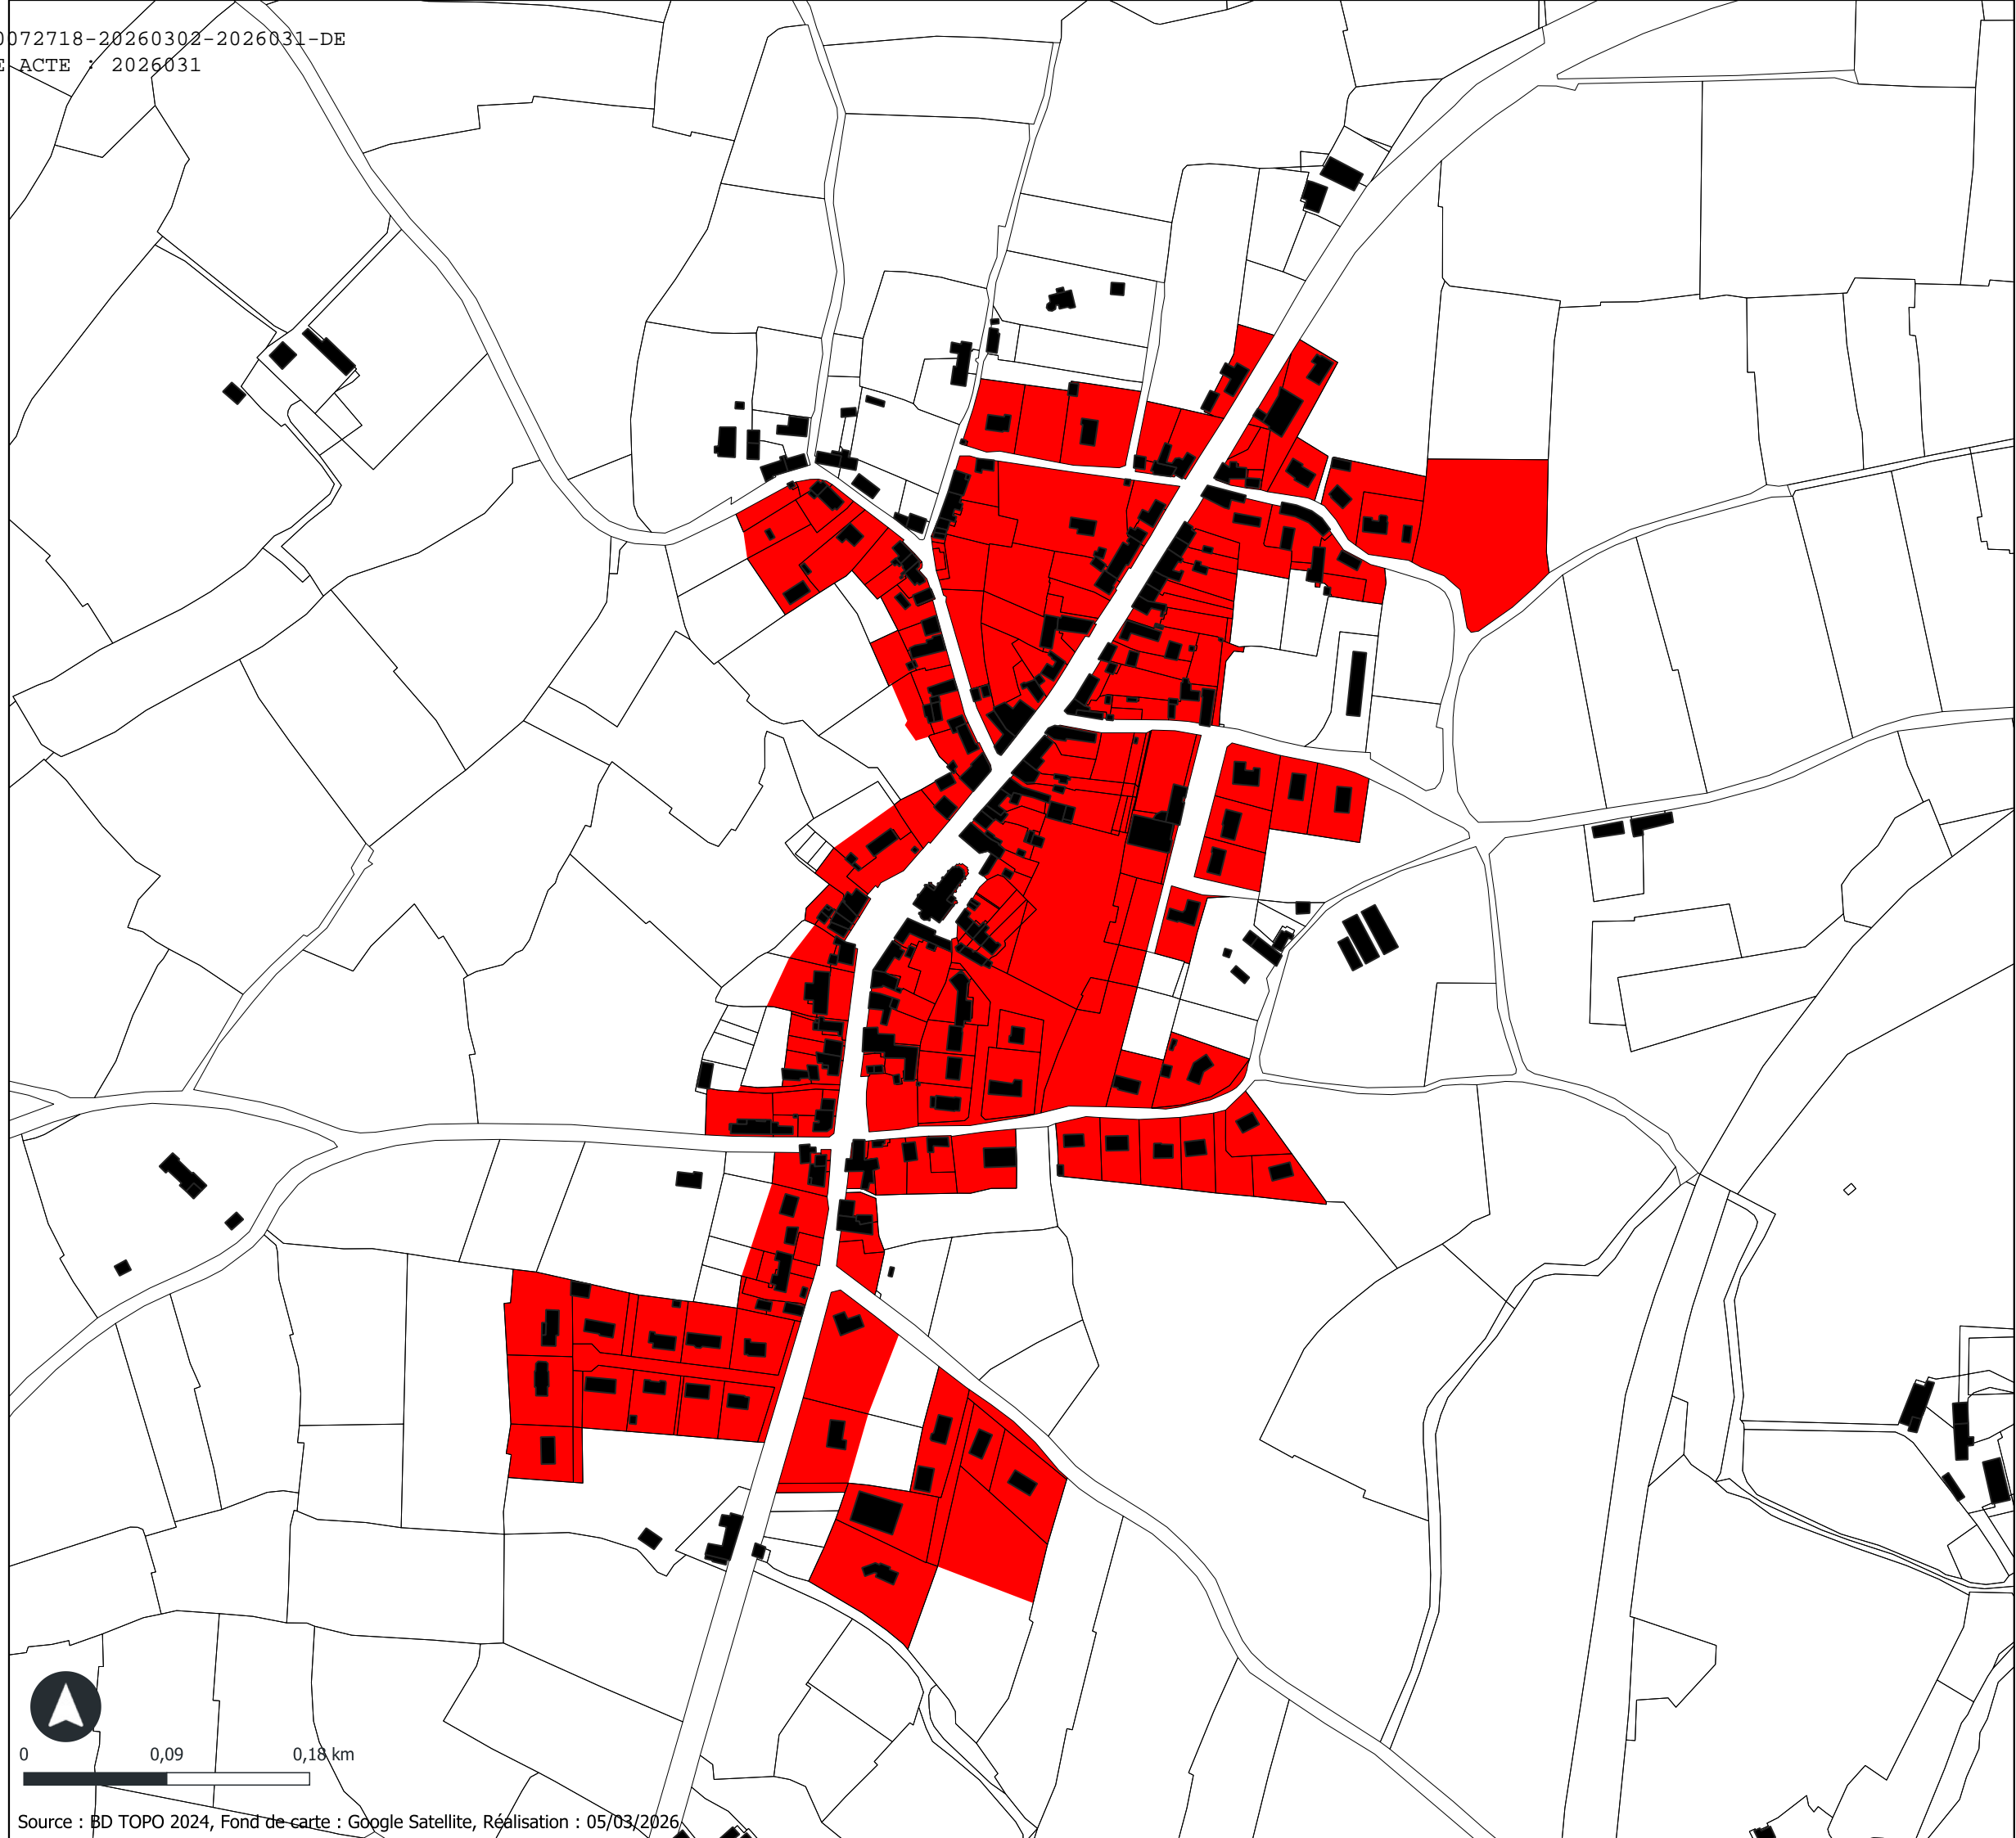 0072718-20260302-2026031-DE
E ACTE : 2026031
0 0,09 0,18 km
Source : BD TOPO 2024, Fond de carte : Google Satellite, Réalisation : 05/03/2026